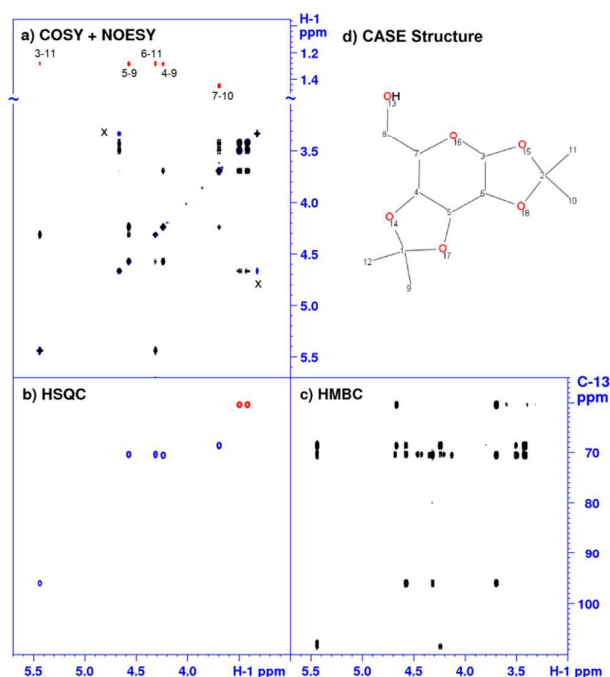 a) COSY + NOESY
H-1
ppm
d) CASE Structure
3-11
6-11
5-9
4-9
7-10
1.2
1.4
~
~
X
3.5
4.0
4.5
X
5.0
5.5
OH
13
8
7
O
16
3
O
15
11
2
4
6
10
O
14
5
O
18
1
O
17
12
9
b) HSQC
c) HMBC
C-13
ppm
70
80
90
100
5.5 5.0 4.5 4.0 H-1 ppm
5.5 5.0 4.5 4.0 3.5 H-1 ppm